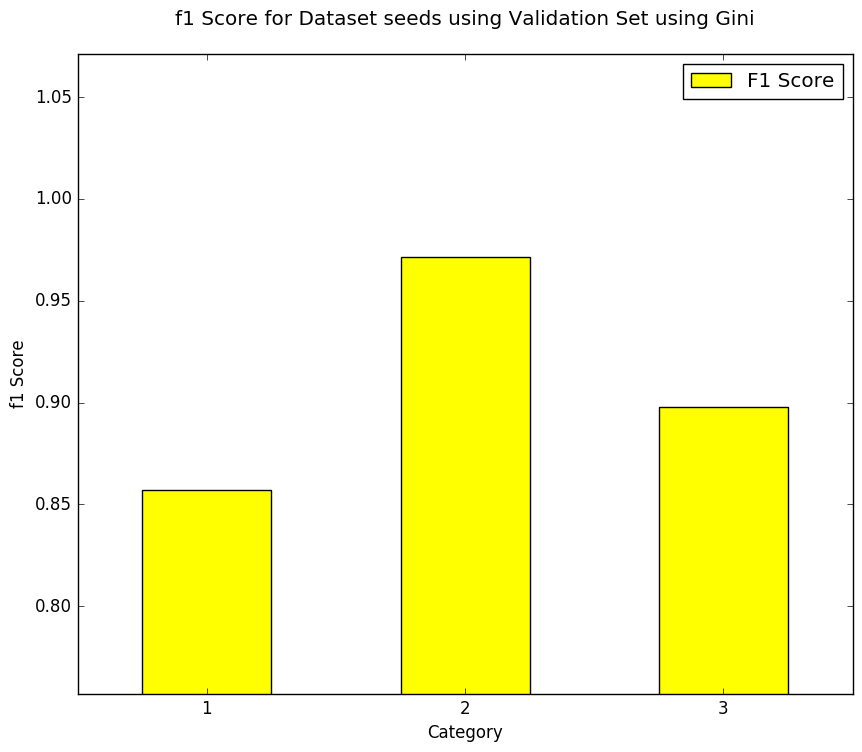 f1 Score for Dataset seeds using Validation Set using Gini
F1 Score
1.05
1.00
0.95
0.90
0.85
0.80
f1 Score
1 2 3
Category